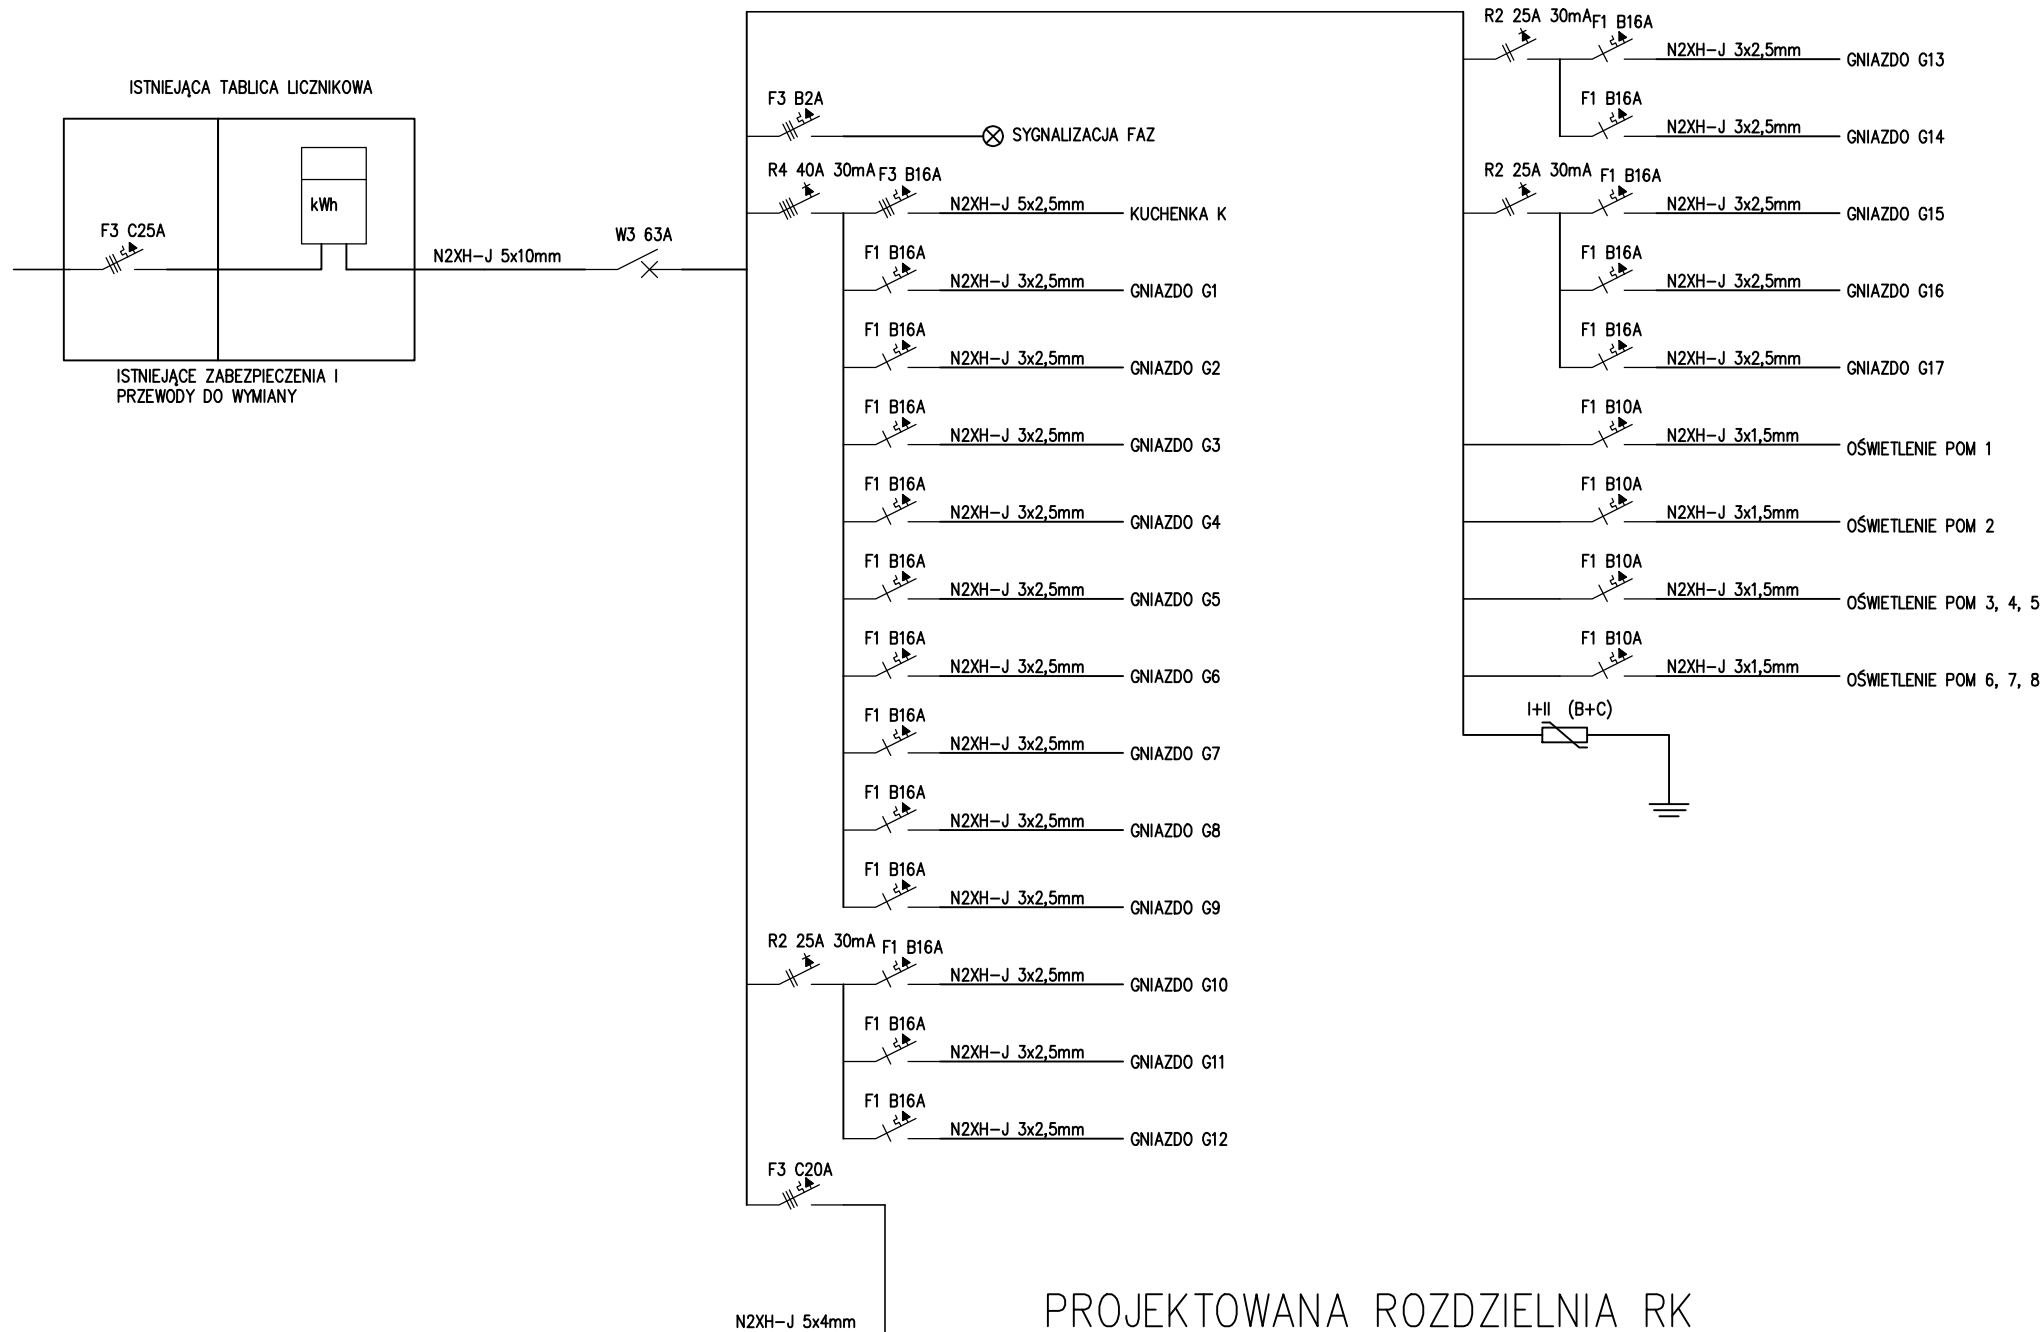 ISTNIEJĄCA TABLICA LICZNIKOWA
F3 C25A
kWh
ISTNIEJĄCE ZABEZPIECZENIA I
PRZEWODY DO WYMIANY
N2XH-J 5x10mm
W3 63A
F3 B2A
SYGNALIZACJA FAZ
R4 40A 30mA
F3 B16A
N2XH-J 5x2,5mm
KUCHENKA K
F1 B16A
N2XH-J 3x2,5mm
GNIAZDO G1
F1 B16A
N2XH-J 3x2,5mm
GNIAZDO G2
F1 B16A
N2XH-J 3x2,5mm
GNIAZDO G3
F1 B16A
N2XH-J 3x2,5mm
GNIAZDO G4
F1 B16A
N2XH-J 3x2,5mm
GNIAZDO G5
F1 B16A
N2XH-J 3x2,5mm
GNIAZDO G6
F1 B16A
N2XH-J 3x2,5mm
GNIAZDO G7
F1 B16A
N2XH-J 3x2,5mm
GNIAZDO G8
F1 B16A
N2XH-J 3x2,5mm
GNIAZDO G9
R2 25A 30mA
F1 B16A
N2XH-J 3x2,5mm
GNIAZDO G10
F1 B16A
N2XH-J 3x2,5mm
GNIAZDO G11
F1 B16A
N2XH-J 3x2,5mm
GNIAZDO G12
F3 C20A
N2XH-J 5x4mm
R2 25A 30mA
F1 B16A
N2XH-J 3x2,5mm
GNIAZDO G13
F1 B16A
N2XH-J 3x2,5mm
GNIAZDO G14
R2 25A 30mA
F1 B16A
N2XH-J 3x2,5mm
GNIAZDO G15
F1 B16A
N2XH-J 3x2,5mm
GNIAZDO G16
F1 B16A
N2XH-J 3x2,5mm
GNIAZDO G17
F1 B10A
N2XH-J 3x1,5mm
OŚWIETLENIE POM 1
F1 B10A
N2XH-J 3x1,5mm
OŚWIETLENIE POM 2
F1 B10A
N2XH-J 3x1,5mm
OŚWIETLENIE POM 3, 4, 5
F1 B10A
N2XH-J 3x1,5mm
OŚWIETLENIE POM 6, 7, 8
I+II (B+C)
PROJEKTOWANA ROZDZIELNIA RK